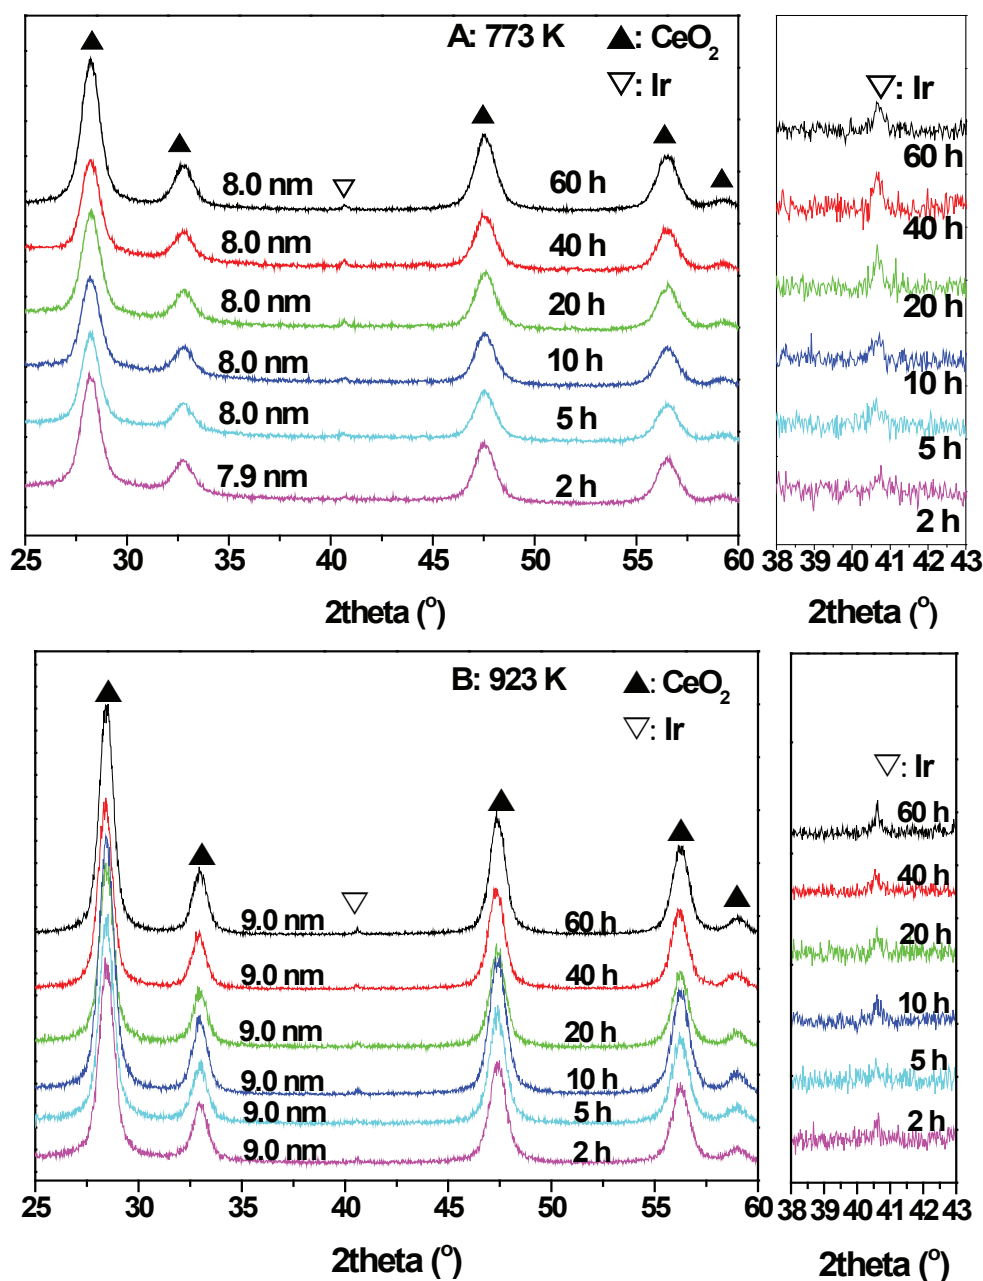 A: 773 K ▲: CeO₂
▽: Ir
8.0 nm 60 h
8.0 nm 40 h
8.0 nm 20 h
8.0 nm 10 h
8.0 nm 5 h
7.9 nm 2 h
25 30 35 40 45 50 55 60
2theta (º)
▽: Ir
60 h
40 h
20 h
10 h
5 h
2 h
38 39 40 41 42 43
2theta (º)
B: 923 K ▲: CeO₂
▽: Ir
9.0 nm 60 h
9.0 nm 40 h
9.0 nm 20 h
9.0 nm 10 h
9.0 nm 5 h
9.0 nm 2 h
25 30 35 40 45 50 55 60
2theta (º)
▽: Ir
60 h
40 h
20 h
10 h
5 h
2 h
38 39 40 41 42 43
2theta (º)